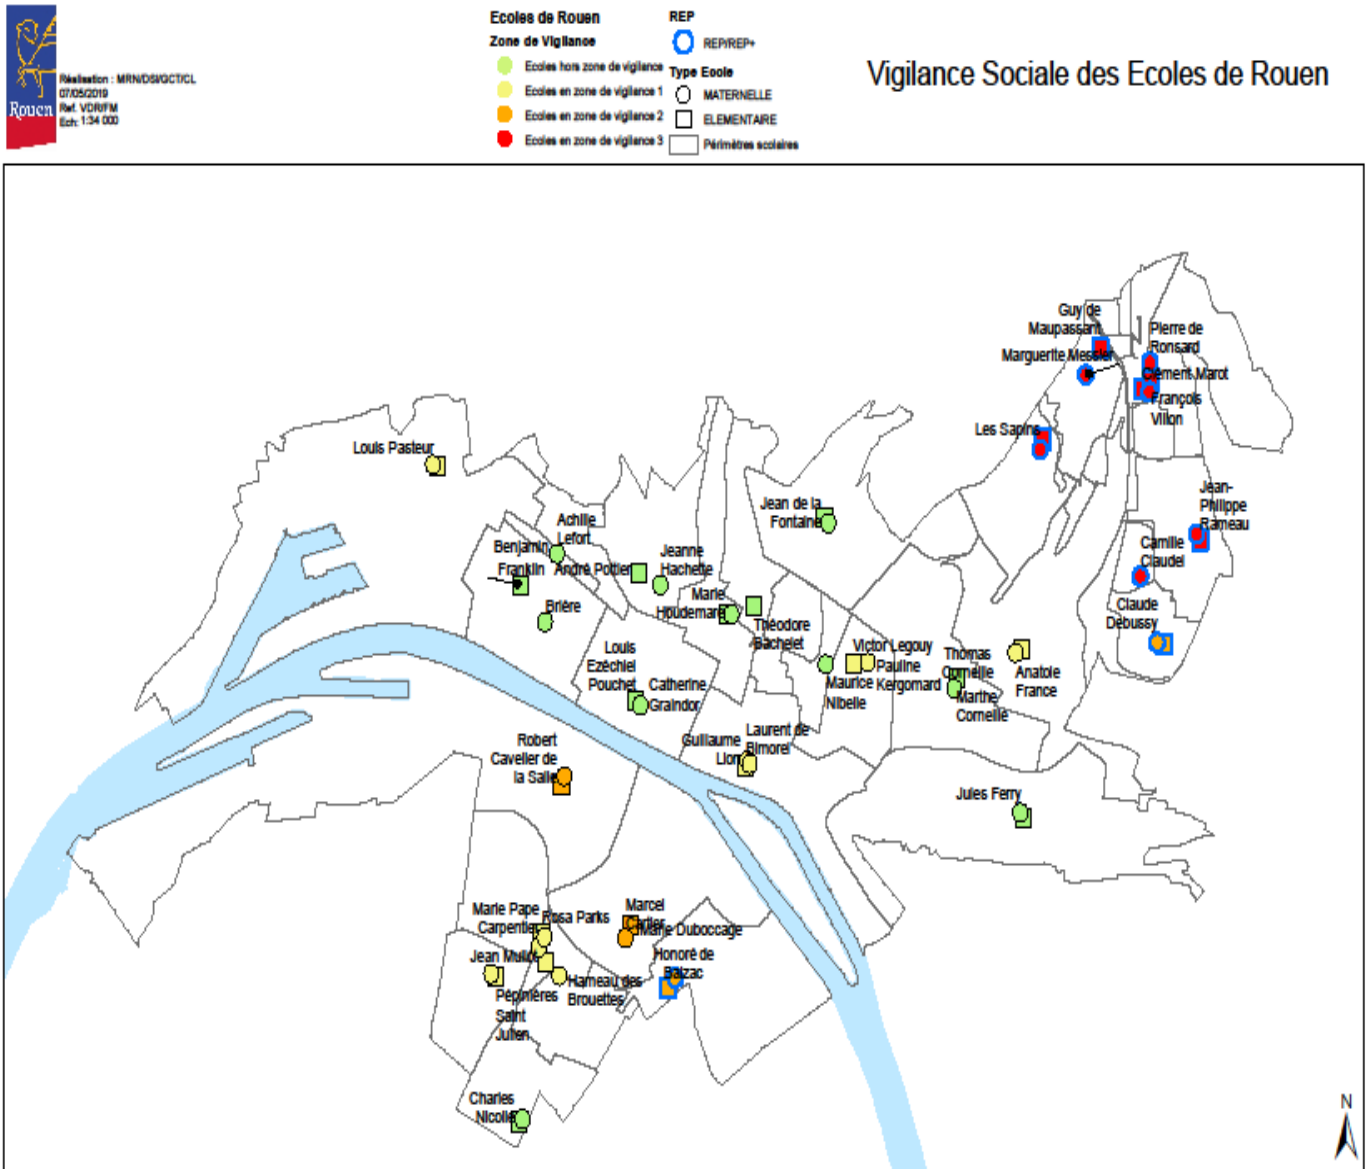 Rouen
Réalisation : MRN/DSI/GCT/CL
07/05/2019
Ref. VDR/FM
Ech: 1:34 000
Ecoles de Rouen
Zone de Vigilance
Ecoles hors zone de vigilance
Ecoles en zone de vigilance 1
Ecoles en zone de vigilance 2
Ecoles en zone de vigilance 3
REP
REP/REP+
Type Ecole
MATERNELLE
ELEMENTAIRE
Périmètres scolaires
Vigilance Sociale des Ecoles de Rouen
Guy de
Maupassant
Pierre de
Ronsard
Marguerite Messier
Clément Marot
François
Villon
Les Sapins
Louis Pasteur
Jean-
Philippe
Rameau
Jean de la
Fontaine
Achille
Lefort
Benjamin
Franklin
André Pottier
Jeanne
Hachette
Camille
Claudel
Marie
Houdemare
Brière
Claude
Debussy
Théodore
Bachelet
Louis
Ezéchiel
Pouchet
Victor Legouy
Pauline
Kergomard
Thomas
Corneille
Anatole
France
Maurice
Nibelle
Catherine
Graindor
Marthe
Corneille
Guillaume
Lion
Laurent de
Bimorel
Robert
Cavelier de
la Salle
Jules Ferry
Marie Pape
Carpentier
Rosa Parks
Marcel
Cartier
Marie Duboccage
Jean Mullot
Honoré de
Balzac
Hameau des
Brouettes
Pépinières
Saint
Julien
Charles
Nicolle
N